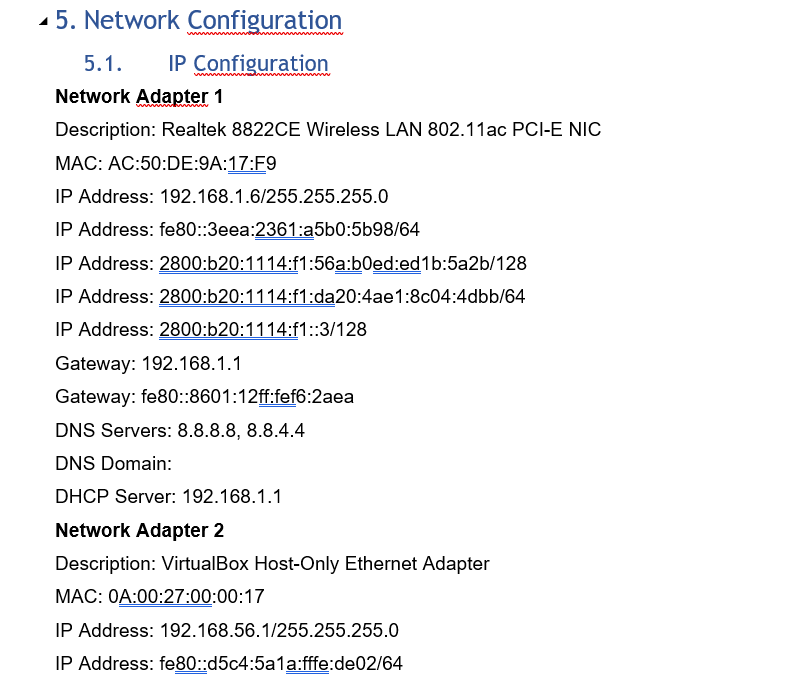 5. Network Configuration
5.1. IP Configuration
Network Adapter 1
Description: Realtek 8822CE Wireless LAN 802.11ac PCI-E NIC
MAC: AC:50:DE:9A:17:F9
IP Address: 192.168.1.6/255.255.255.0
IP Address: fe80::3eea:2361:a5b0:5b98/64
IP Address: 2800:b20:1114:f1:56a:b0ed:ed1b:5a2b/128
IP Address: 2800:b20:1114:f1:da20:4ae1:8c04:4dbb/64
IP Address: 2800:b20:1114:f1::3/128
Gateway: 192.168.1.1
Gateway: fe80::8601:12ff:fef6:2aea
DNS Servers: 8.8.8.8, 8.8.4.4
DNS Domain:
DHCP Server: 192.168.1.1
Network Adapter 2
Description: VirtualBox Host-Only Ethernet Adapter
MAC: 0A:00:27:00:00:17
IP Address: 192.168.56.1/255.255.255.0
IP Address: fe80::d5c4:5a1a:fffe:de02/64